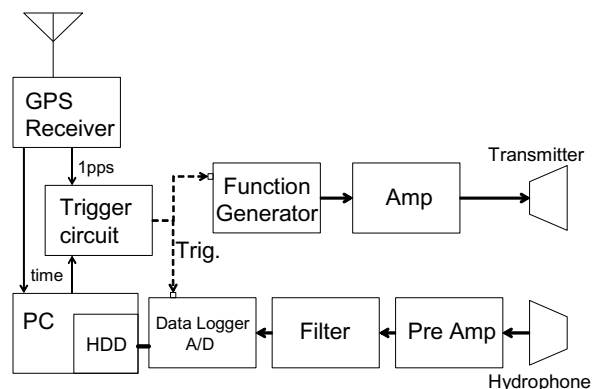 GPS
Receiver
1pps
Trigger
circuit
time
PC
HDD
Trig.
Function
Generator
Amp
Transmitter
Data Logger
A/D
Filter
Pre Amp
Hydrophone